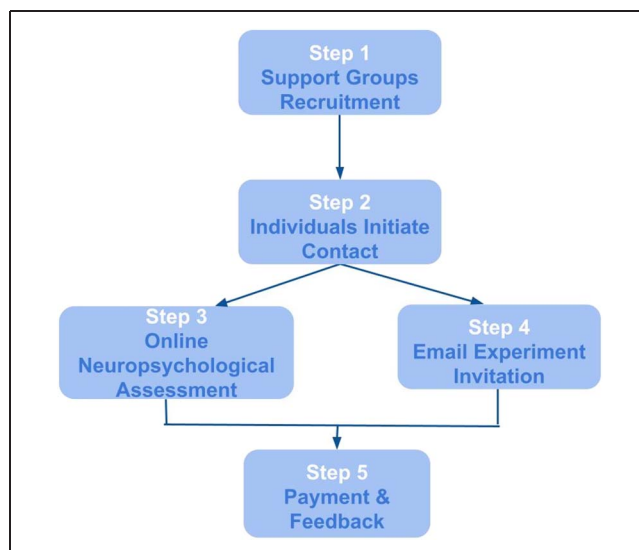 Step 1
Support Groups
Recruitment
Step 2
Individuals Initiate
Contact
Step 3
Online
Neuropsychological
Assessment
Step 4
Email Experiment
Invitation
Step 5
Payment &
Feedback